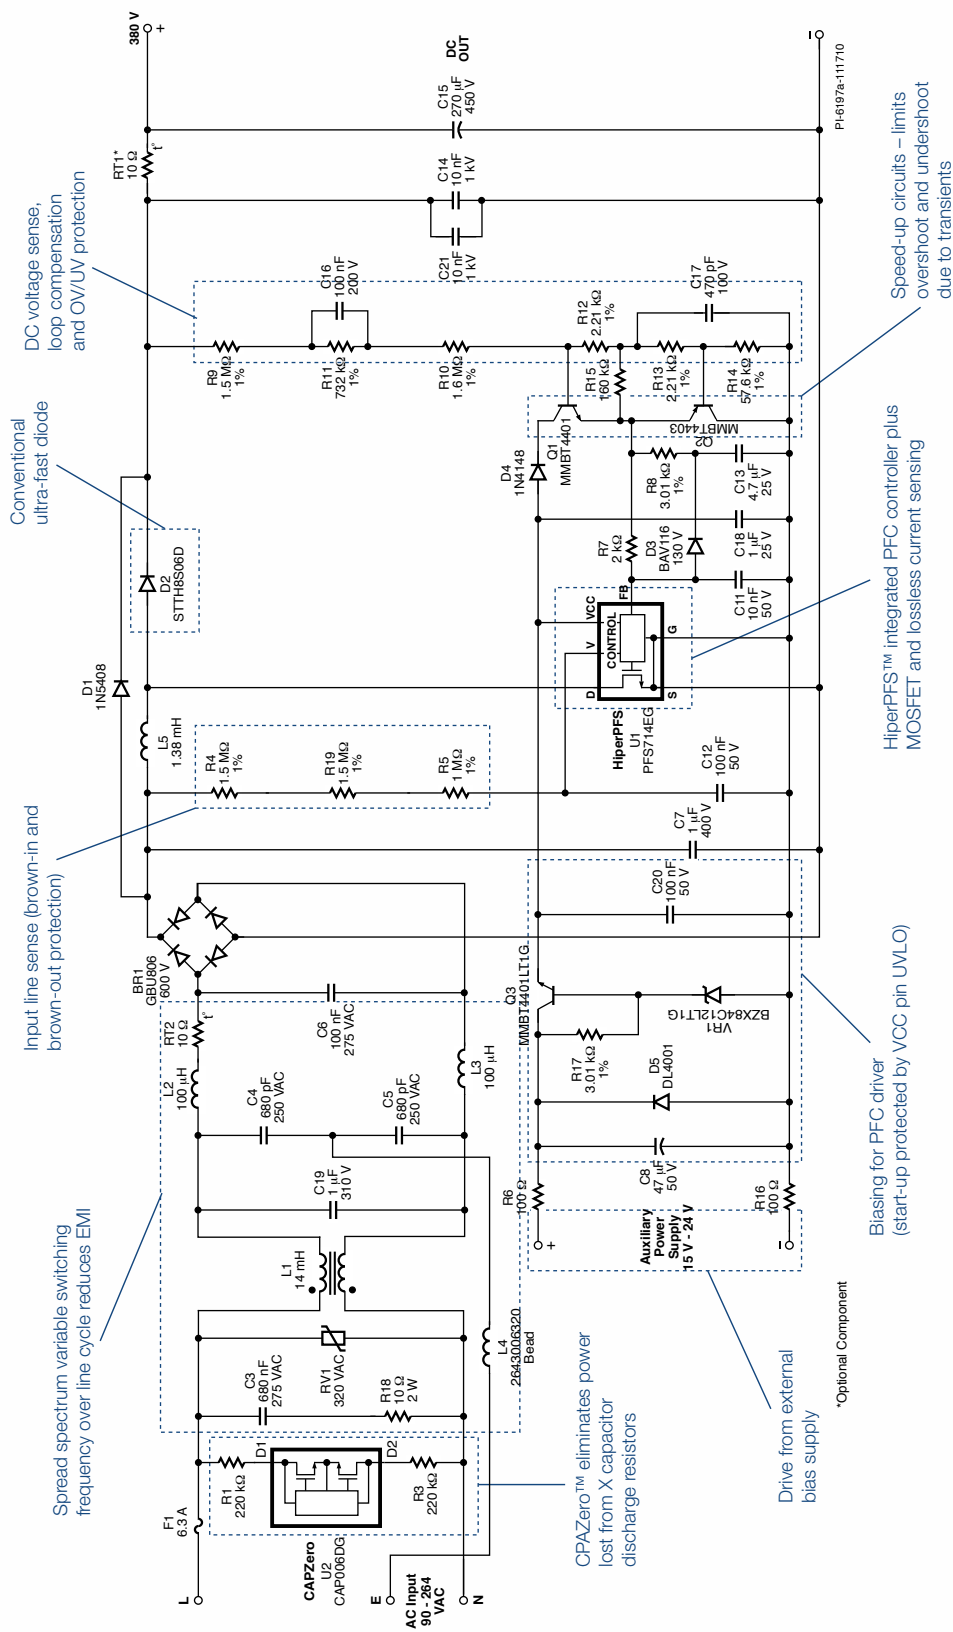 Spread spectrum variable switching
frequency over line cycle reduces EMI
Input line sense (brown-in and
brown-out protection)
Conventional
ultra-fast diode
DC voltage sense,
loop compensation
and OV/UV protection
L
F1
6.3 A
R1
220 kΩ
D1
CAPZero
U2
CAP006DG
D2
R3
220 kΩ
E
AC Input
90 - 264
VAC
N
C3
680 nF
275 VAC
R18
10 Ω
2 W
RV1
320 VAC
L4
2643006320
Bead
L1
14 mH
C19
1 µF
310 V
C4
680 pF
250 VAC
C5
680 pF
250 VAC
L2
100 µH
L3
100 µH
RT2
10 Ω
t°
C6
100 nF
275 VAC
BR1
GBU806
600 V
C7
1 µF
400 V
R4
1.5 MΩ
1%
R19
1.5 MΩ
1%
R5
1 MΩ
1%
C12
100 nF
50 V
L5
1.38 mH
D1
1N5408
D2
STTH8S06D
HiperPFS
U1
PFS714EG
D
V
VCC
CONTROL
FB
S
G
R7
2 kΩ
D3
BAV116
130 V
C11
10 nF
50 V
C18
1 µF
25 V
D4
1N4148
Q1
MMBT4401
R8
3.01 kΩ
1%
C13
4.7 µF
25 V
Q2
MMBT4403
R9
1.5 MΩ
1%
R11
732 kΩ
1%
C16
100 nF
200 V
R10
1.6 MΩ
1%
R15
160 kΩ
R12
2.21 kΩ
1%
R13
2.21 kΩ
1%
R14
57.6 kΩ
1%
C17
470 pF
100 V
C21
10 nF
1 kV
C14
10 nF
1 kV
RT1*
10 Ω
t°
C15
270 µF
450 V
380 V
+
DC
OUT
–
PI-6197a-111710
+
Auxiliary
Power
Supply
15 V - 24 V
–
R6
100 Ω
R16
100 Ω
C8
47 µF
50 V
D5
DL4001
R17
3.01 kΩ
1%
Q3
MMBT4401LT1G
VR1
BZX84C12LT1G
C20
100 nF
50 V
CPAZero™ eliminates power
lost from X capacitor
discharge resistors
Drive from external
bias supply
Biasing for PFC driver
(start-up protected by VCC pin UVLO)
HiperPFS™ integrated PFC controller plus
MOSFET and lossless current sensing
Speed-up circuits – limits
overshoot and undershoot
due to transients
*Optional Component